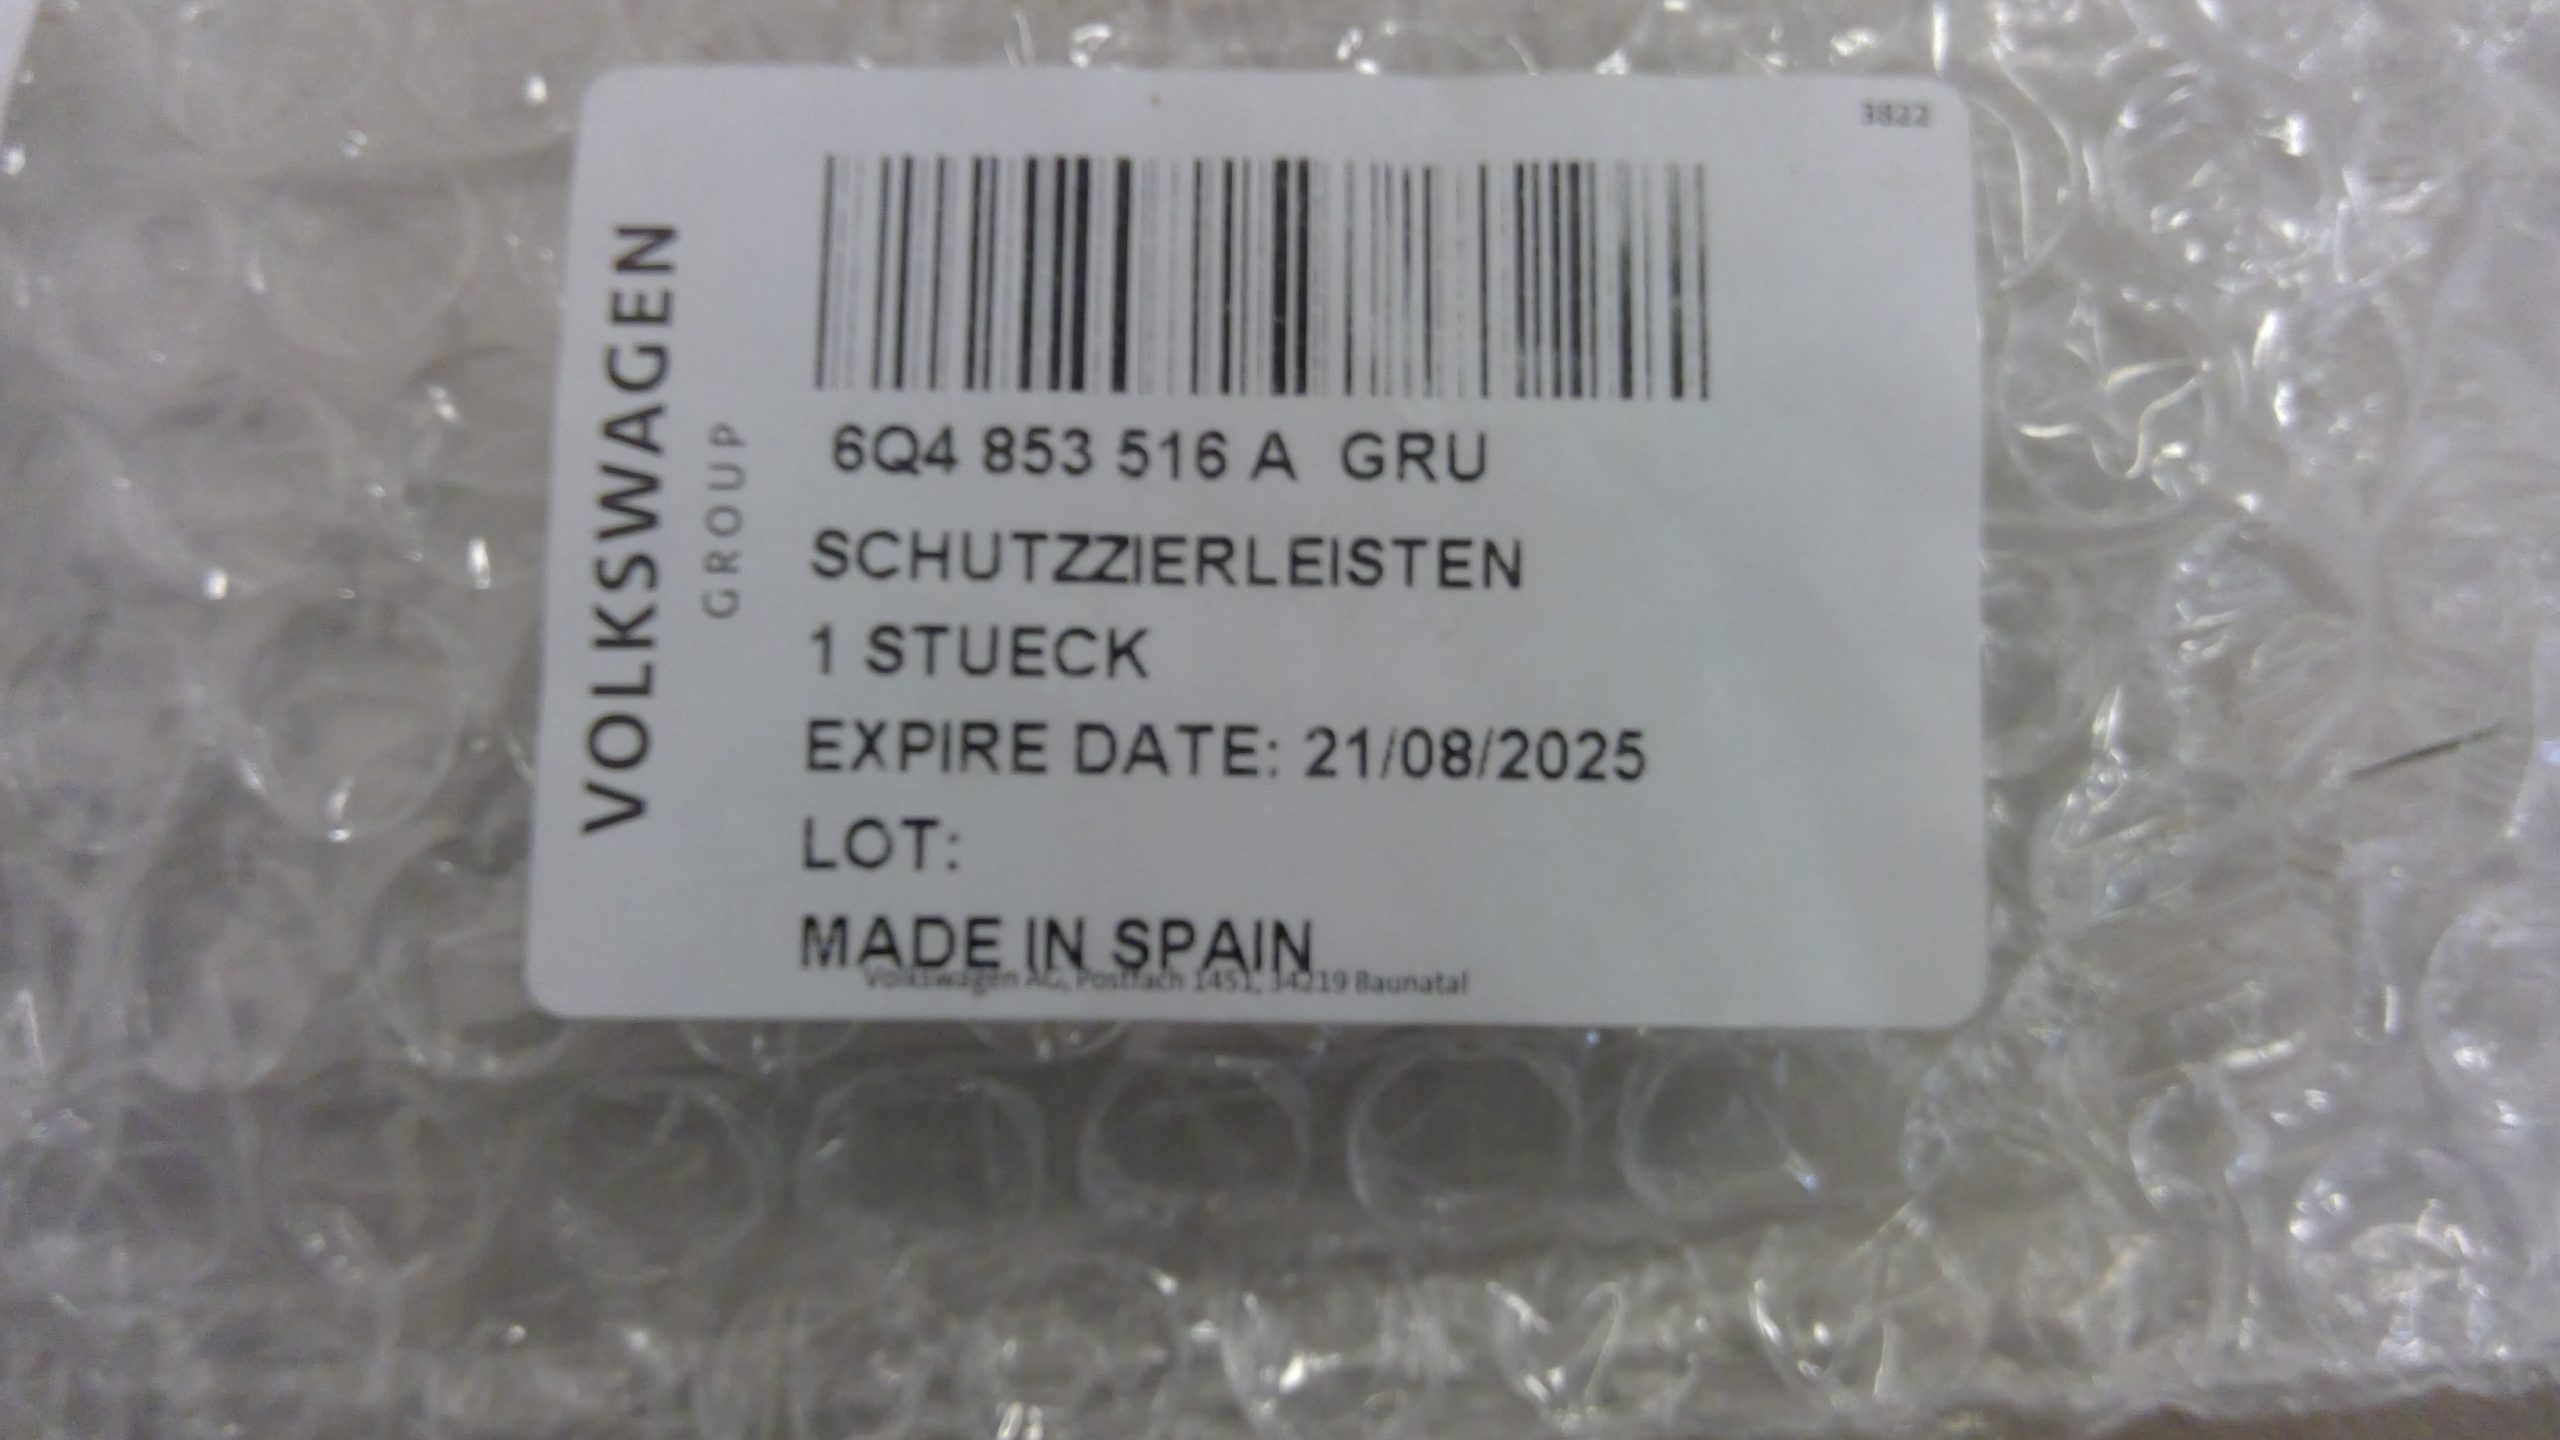 3822
VOLKSWAGEN
GROUP
6Q4 853 516 A GRU
SCHUTZZIERLEISTEN
1 STUECK
EXPIRE DATE: 21/08/2025
LOT:
MADE IN SPAIN
Volkswagen AG, Postfach 1451, 34219 Baunatal